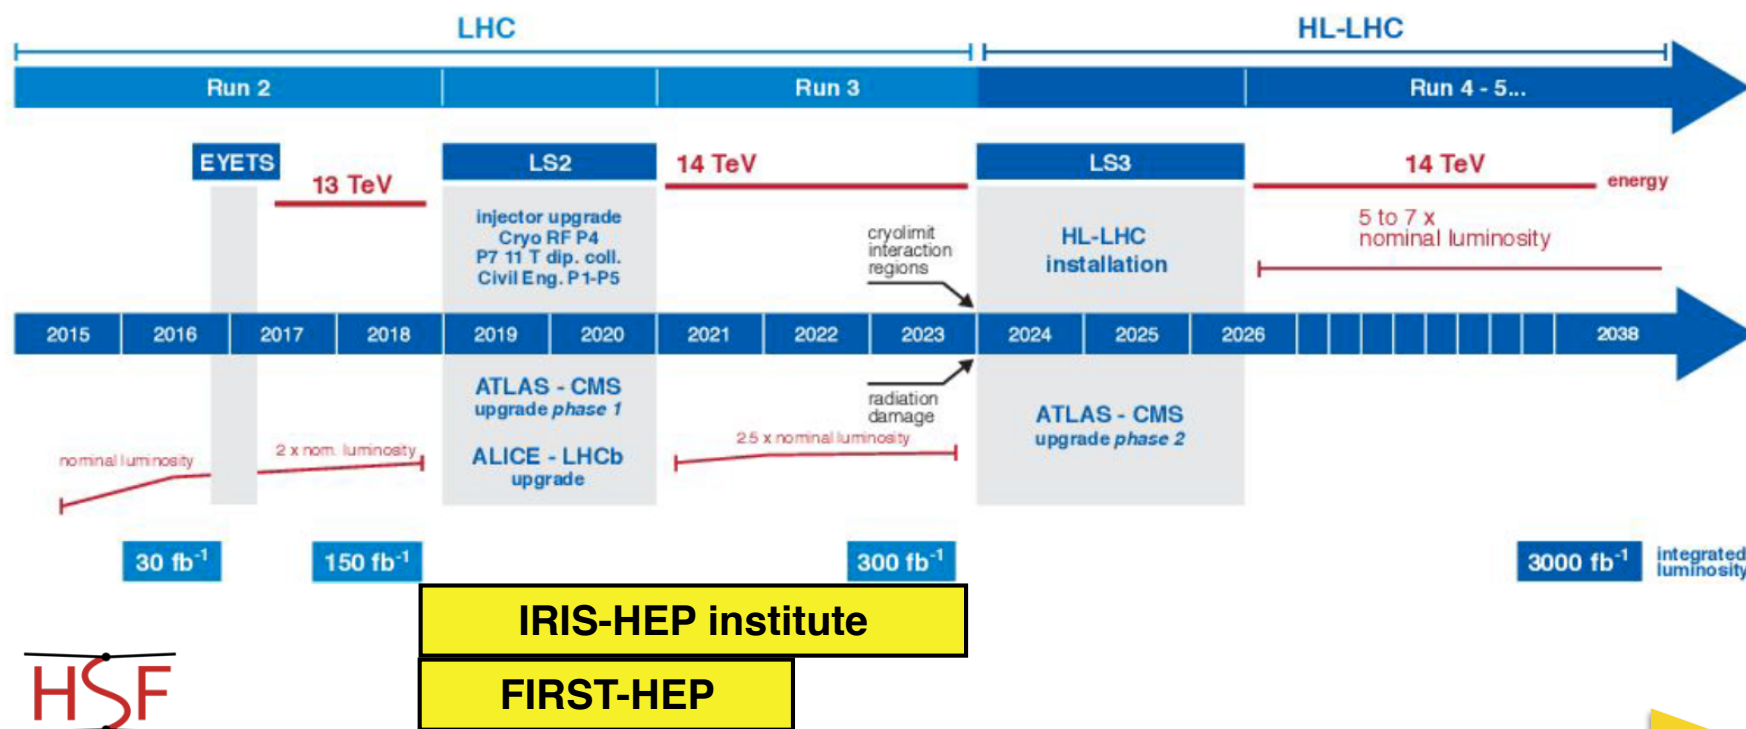 LHC
HL-LHC
Run 2
Run 3
Run 4 - 5...
EYETS
13 TeV
LS2
14 TeV
LS3
14 TeV
energy
injector upgrade
Cryo RF P4
P7 11 T dip. coll.
Civil Eng. P1-P5
cryolimit
interaction
regions
HL-LHC
installation
5 to 7 x
nominal luminosity
2015
2016
2017
2018
2019
2020
2021
2022
2023
2024
2025
2026
2038
ATLAS - CMS
upgrade phase 1
ALICE - LHCb
upgrade
radiation
damage
ATLAS - CMS
upgrade phase 2
nominal luminosity
2 x nom. luminosity
2.5 x nominal luminosity
30 fb⁻¹
150 fb⁻¹
300 fb⁻¹
3000 fb⁻¹
integrated
luminosity
IRIS-HEP institute
FIRST-HEP
HSF